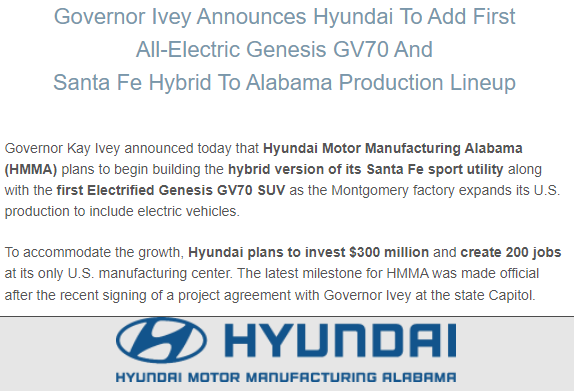 Governor Ivey Announces Hyundai To Add First
All-Electric Genesis GV70 And
Santa Fe Hybrid To Alabama Production Lineup
Governor Kay Ivey announced today that Hyundai Motor Manufacturing Alabama
(HMMA) plans to begin building the hybrid version of its Santa Fe sport utility along
with the first Electrified Genesis GV70 SUV as the Montgomery factory expands its U.S.
production to include electric vehicles.
To accommodate the growth, Hyundai plans to invest $300 million and create 200 jobs
at its only U.S. manufacturing center. The latest milestone for HMMA was made official
after the recent signing of a project agreement with Governor Ivey at the state Capitol.
HYUNDAI
HYUNDAI MOTOR MANUFACTURING ALABAMA